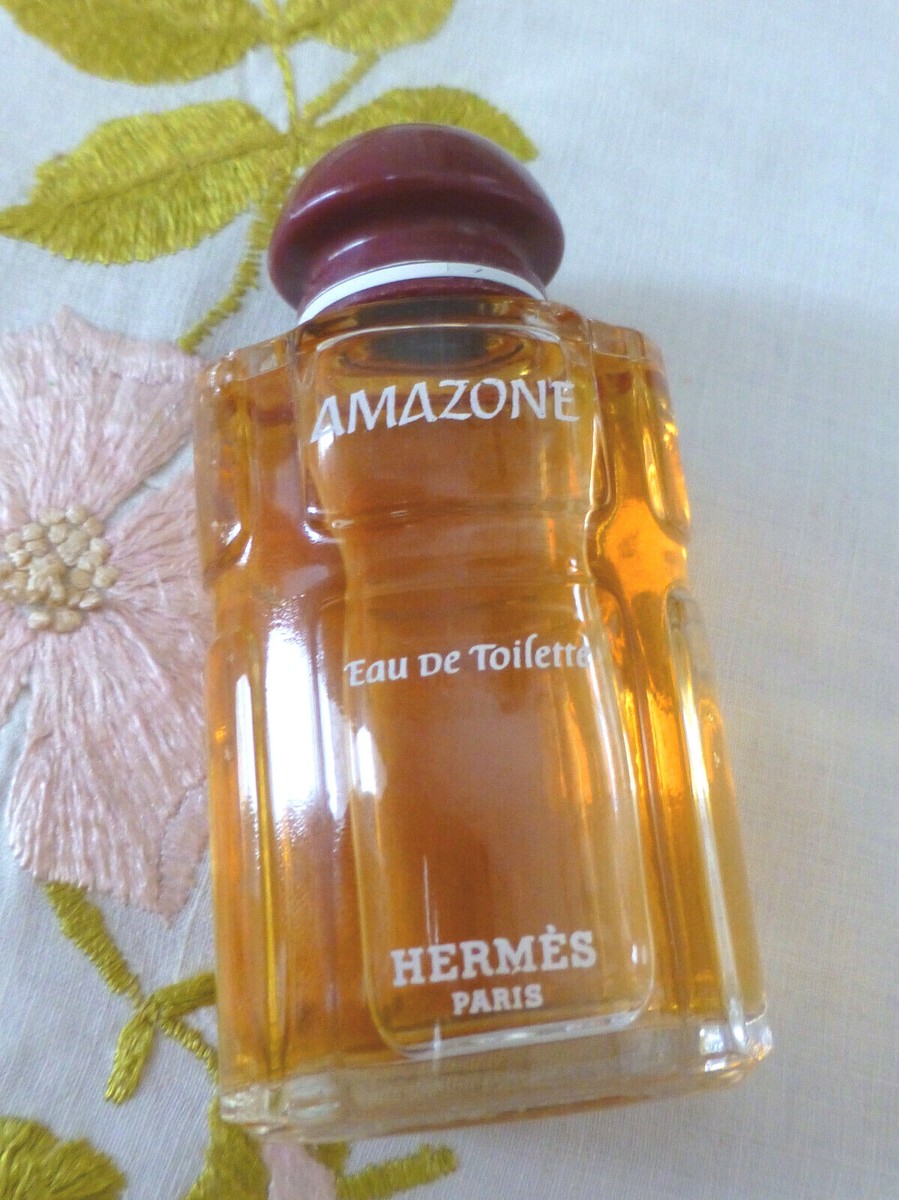 AMAZONE
Eau De Toilette
HERMÈS
PARIS